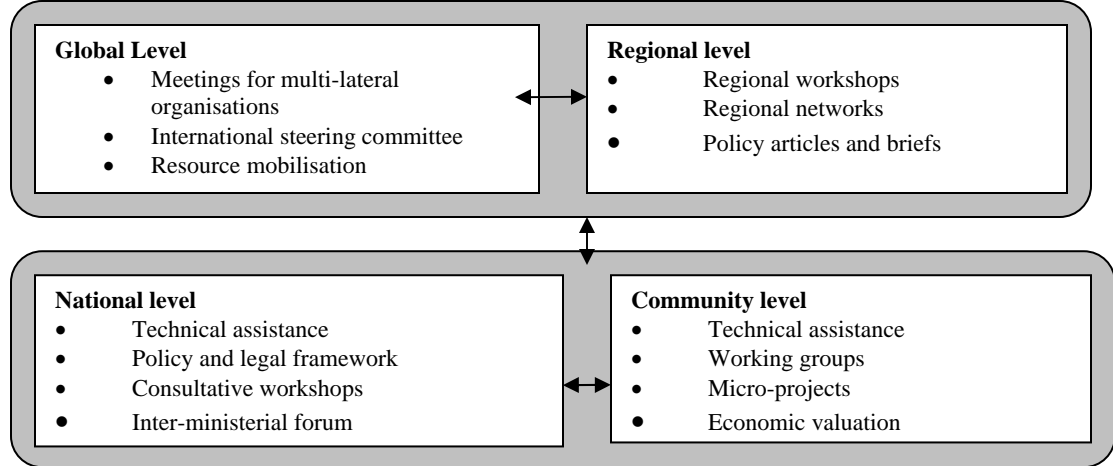 Global Level
• Meetings for multi-lateral
organisations
• International steering committee
• Resource mobilisation
Regional level
• Regional workshops
• Regional networks
• Policy articles and briefs
National level
• Technical assistance
• Policy and legal framework
• Consultative workshops
• Inter-ministerial forum
Community level
• Technical assistance
• Working groups
• Micro-projects
• Economic valuation